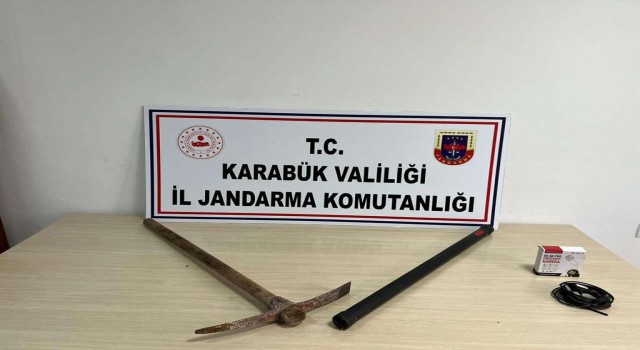 T.C.
KARABÜK VALİLİĞİ
İL JANDARMA KOMUTANLIĞI